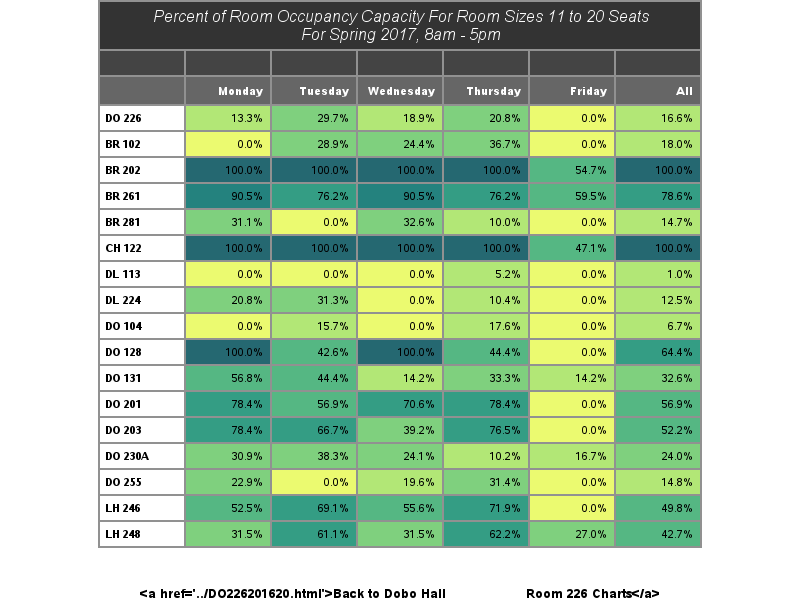 Percent of Room Occupancy Capacity For Room Sizes 11 to 20 Seats
For Spring 2017, 8am - 5pm
Monday Tuesday Wednesday Thursday Friday All
DO 226 13.3% 29.7% 18.9% 20.8% 0.0% 16.6%
BR 102 0.0% 28.9% 24.4% 36.7% 0.0% 18.0%
BR 202 100.0% 100.0% 100.0% 100.0% 54.7% 100.0%
BR 261 90.5% 76.2% 90.5% 76.2% 59.5% 78.6%
BR 281 31.1% 0.0% 32.6% 10.0% 0.0% 14.7%
CH 122 100.0% 100.0% 100.0% 100.0% 47.1% 100.0%
DL 113 0.0% 0.0% 0.0% 5.2% 0.0% 1.0%
DL 224 20.8% 31.3% 0.0% 10.4% 0.0% 12.5%
DO 104 0.0% 15.7% 0.0% 17.6% 0.0% 6.7%
DO 128 100.0% 42.6% 100.0% 44.4% 0.0% 64.4%
DO 131 56.8% 44.4% 14.2% 33.3% 14.2% 32.6%
DO 201 78.4% 56.9% 70.6% 78.4% 0.0% 56.9%
DO 203 78.4% 66.7% 39.2% 76.5% 0.0% 52.2%
DO 230A 30.9% 38.3% 24.1% 10.2% 16.7% 24.0%
DO 255 22.9% 0.0% 19.6% 31.4% 0.0% 14.8%
LH 246 52.5% 69.1% 55.6% 71.9% 0.0% 49.8%
LH 248 31.5% 61.1% 31.5% 62.2% 27.0% 42.7%
<a href='../DO226201620.html'>Back to Dobo Hall Room 226 Charts</a>